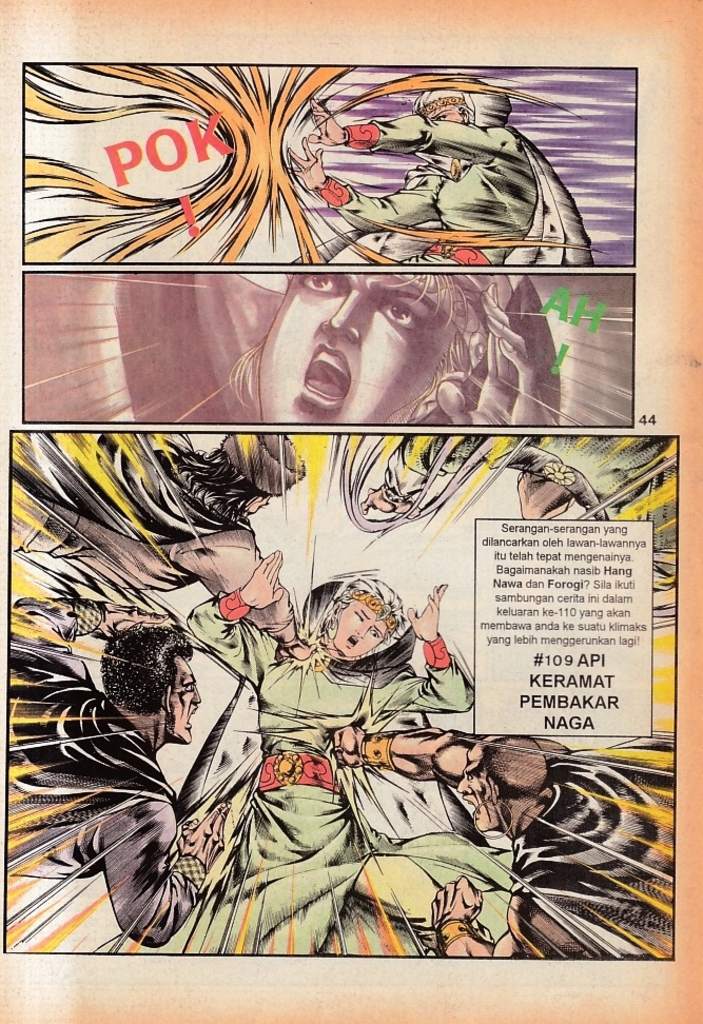 POK
!
AH
!
44
Serangan-serangan yang
dilancarkan oleh lawan-lawannya
itu telah tepat mengenainya.
Bagaimanakah nasib Hang
Nawa dan Forogi? Sila ikuti
sambungan cerita ini dalam
keluaran ke-110 yang akan
membawa anda ke suatu klimaks
yang lebih menggerunkan lagi!
#109 API
KERAMAT
PEMBAKAR
NAGA